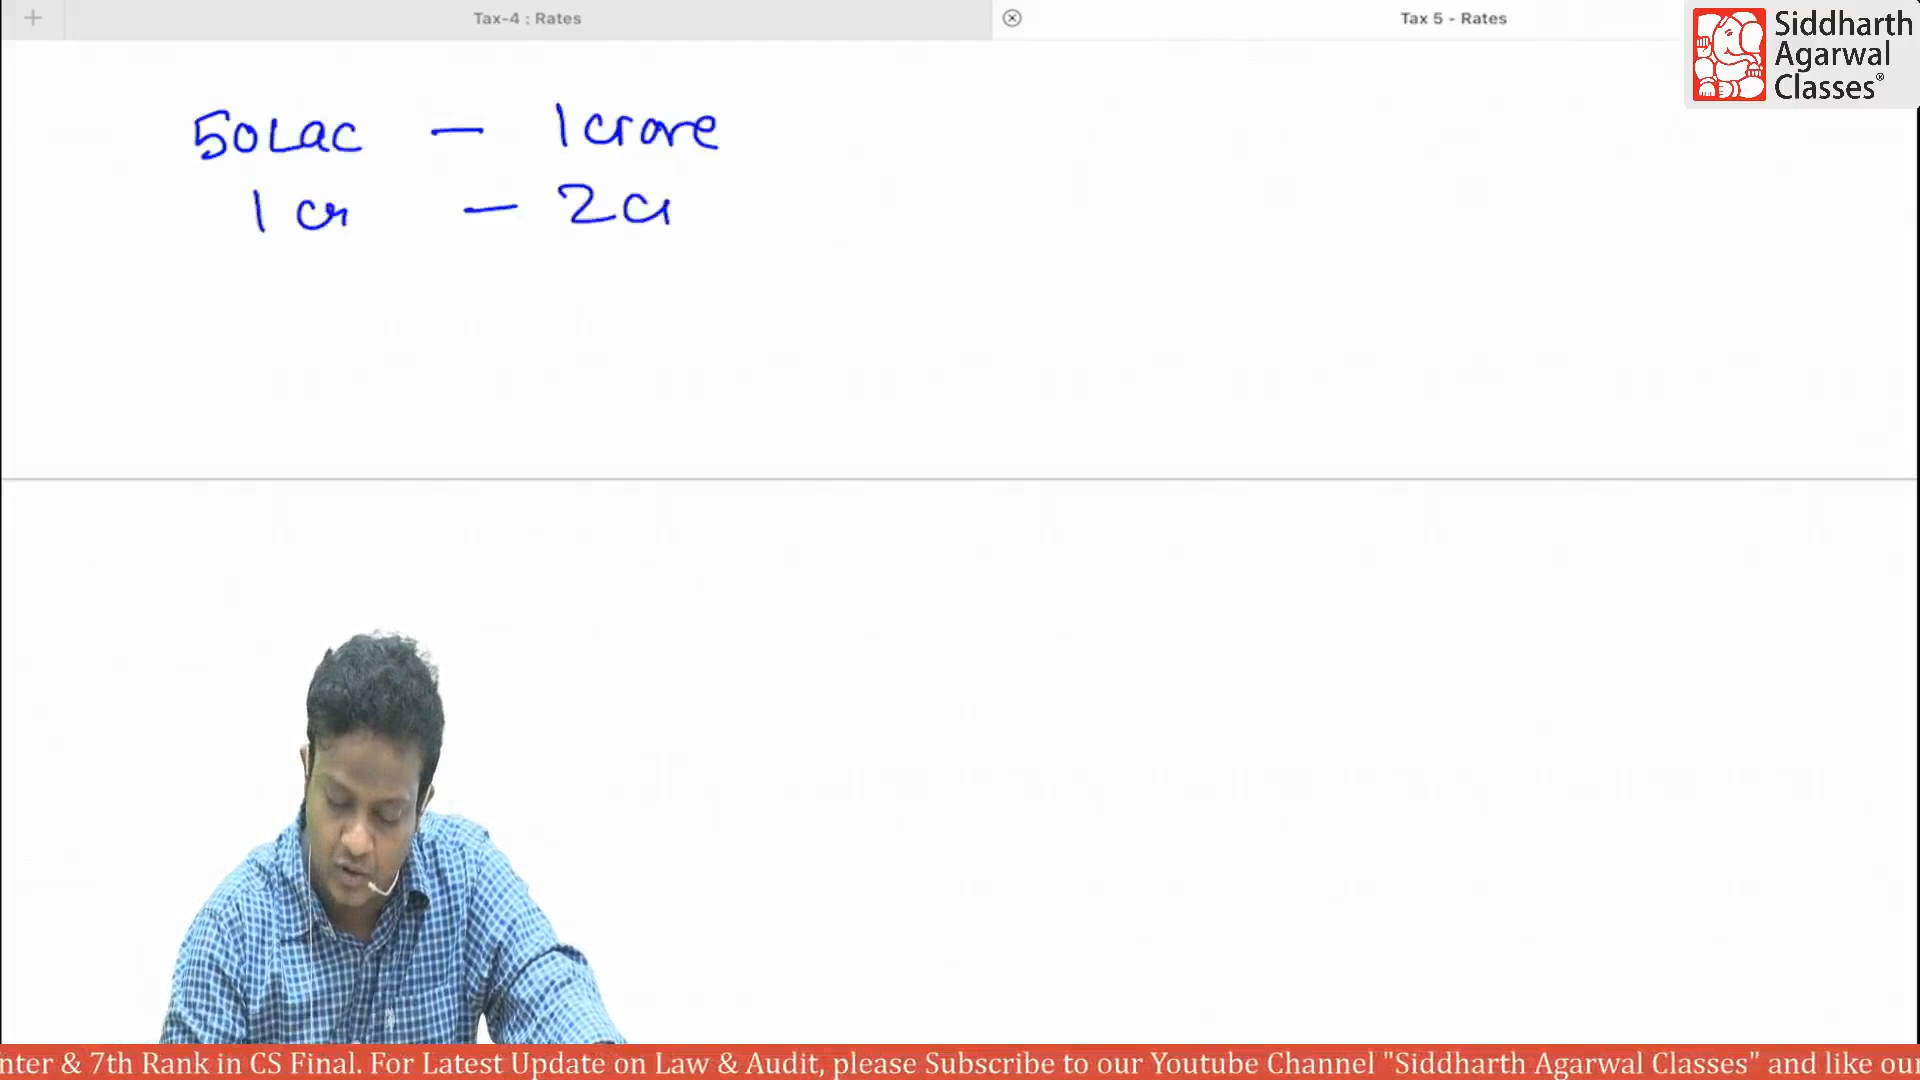 Tax-4 : Rates
Tax 5 - Rates
Siddharth
Agarwal
Classes®
50Lac — 1crore
1 cr — 2cr
nter & 7th Rank in CS Final. For Latest Update on Law & Audit, please Subscribe to our Youtube Channel "Siddharth Agarwal Classes" and like our